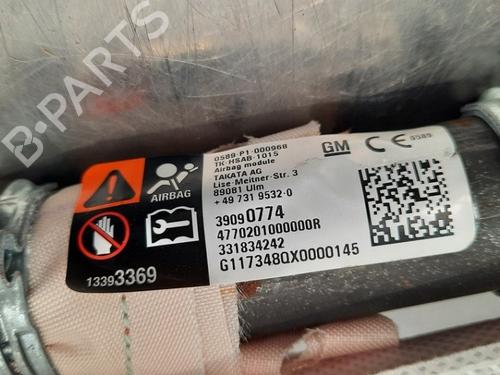 0589-P1-000968
TK-HSAB-1015
Airbag module
TAKATA AG
Lise-Meitner-Str. 3
89081 Ulm
+49 731 9532-0
GM
CE 0589
AIRBAG
39090774
4770201000000R
331834242
G117348QX0000145
13393369
B-PARTS